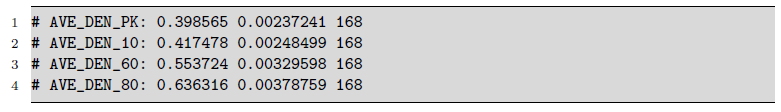 1 # AVE_DEN_PK: 0.398565 0.00237241 168
2 # AVE_DEN_10: 0.417478 0.00248499 168
3 # AVE_DEN_60: 0.553724 0.00329598 168
4 # AVE_DEN_80: 0.636316 0.00378759 168